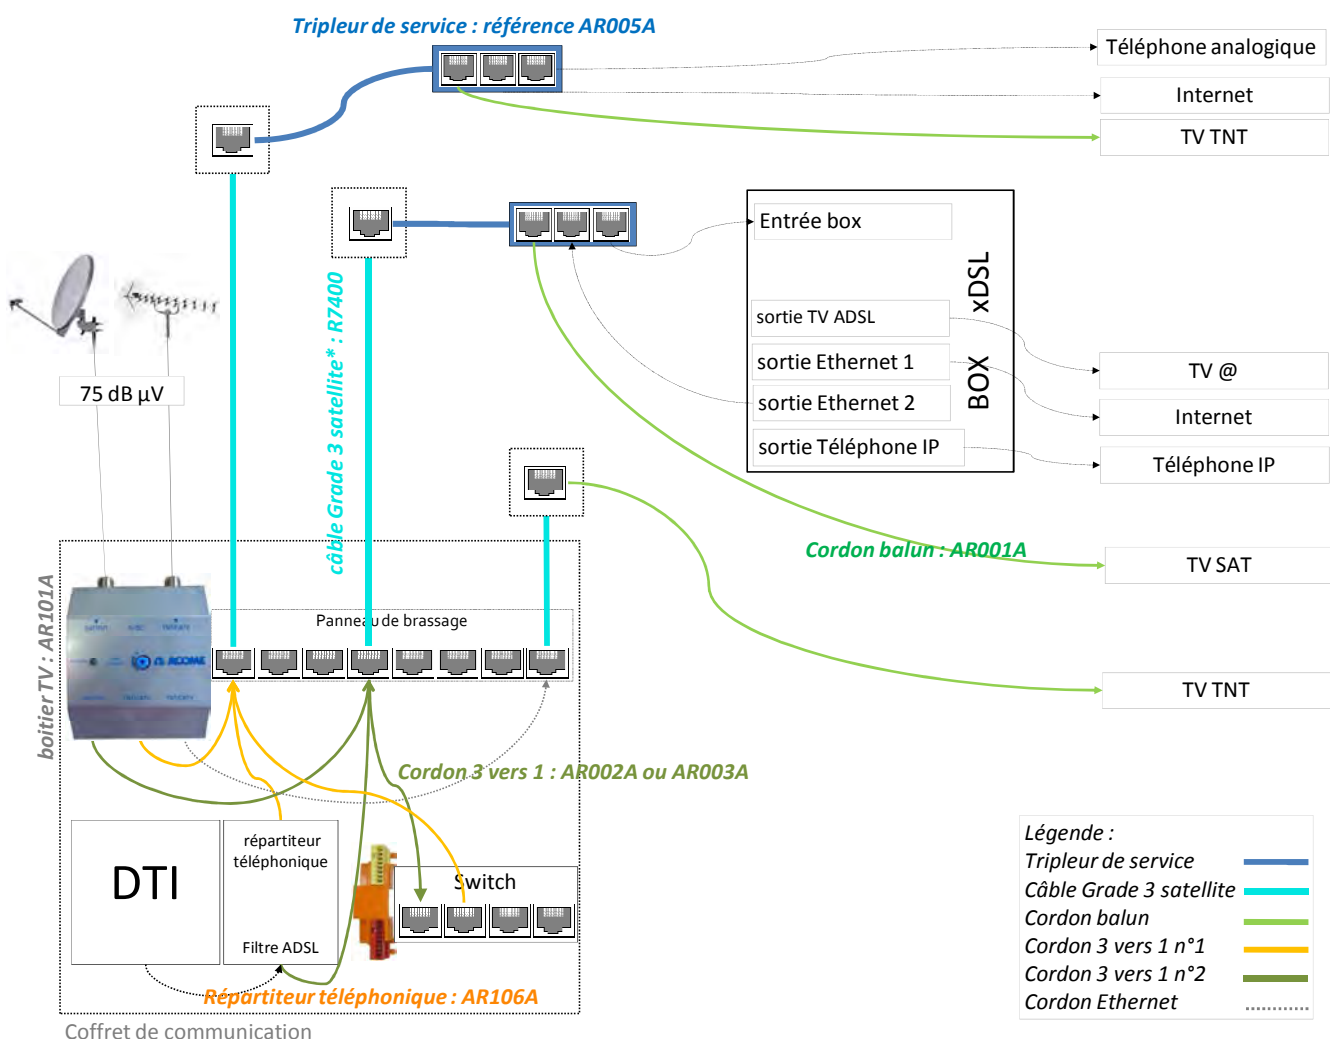 Tripleur de service : référence AR005A
Téléphone analogique
Internet
TV TNT
Entrée box
sortie TV ADSL
sortie Ethernet 1
sortie Ethernet 2
sortie Téléphone IP
BOX xDSL
TV @
Internet
Téléphone IP
75 dB µV
câble Grade 3 satellite* : R7400
Cordon balun : AR001A
TV SAT
TV TNT
boitier TV : AR101A
Panneau de brassage
ACOME
Cordon 3 vers 1 : AR002A ou AR003A
DTI
répartiteur
téléphonique
Filtre ADSL
Switch
Répartiteur téléphonique : AR106A
Coffret de communication
Légende :
Tripleur de service
Câble Grade 3 satellite
Cordon balun
Cordon 3 vers 1 n°1
Cordon 3 vers 1 n°2
Cordon Ethernet